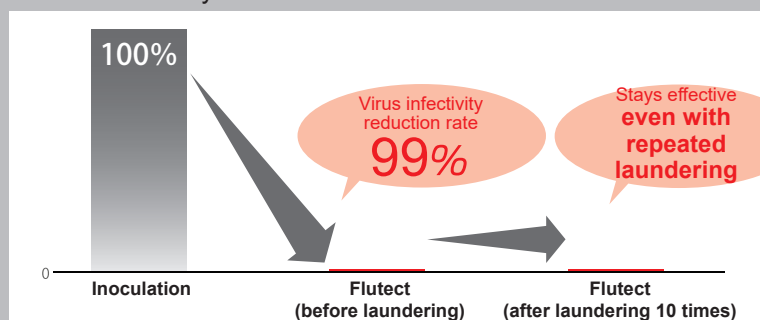 100%
Virus infectivity
reduction rate
99%
Stays effective
even with
repeated
laundering
0
Inoculation
Flutect
(before laundering)
Flutect
(after laundering 10 times)